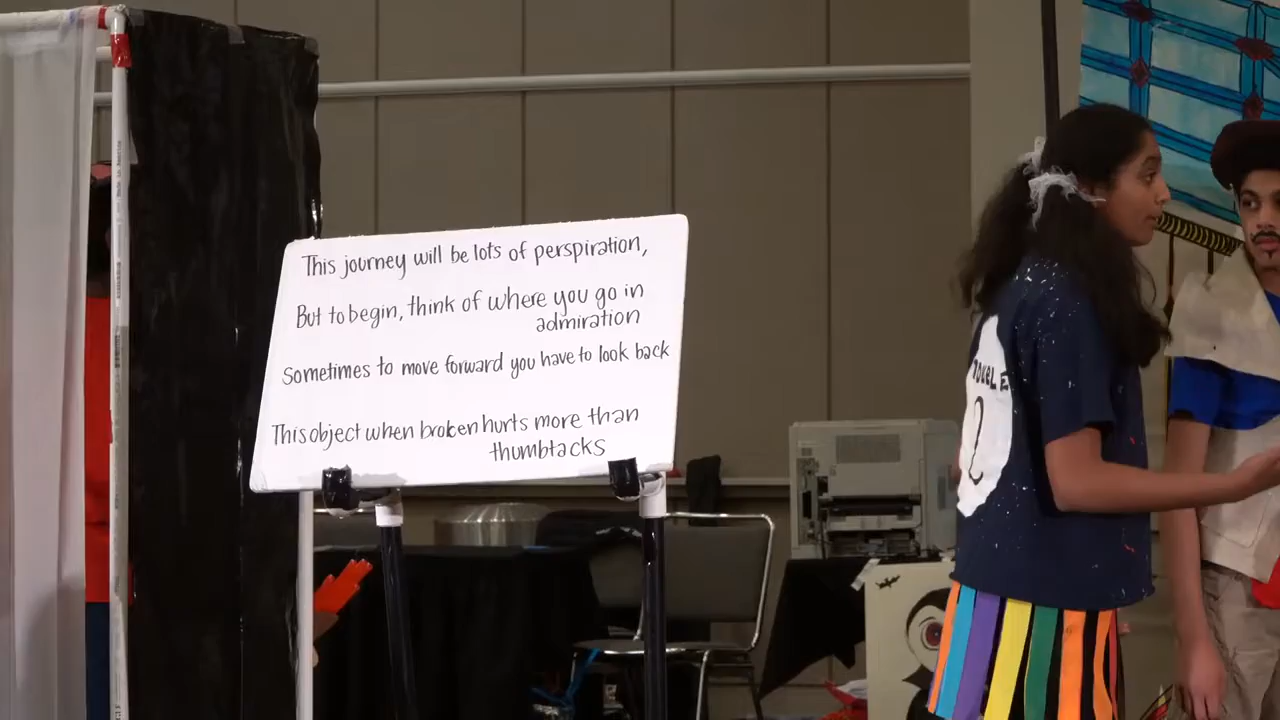 This journey will be lots of perspiration,
But to begin, think of where you go in
admiration
Sometimes to move forward you have to look back
This object when broken hurts more than
thumbtacks
2